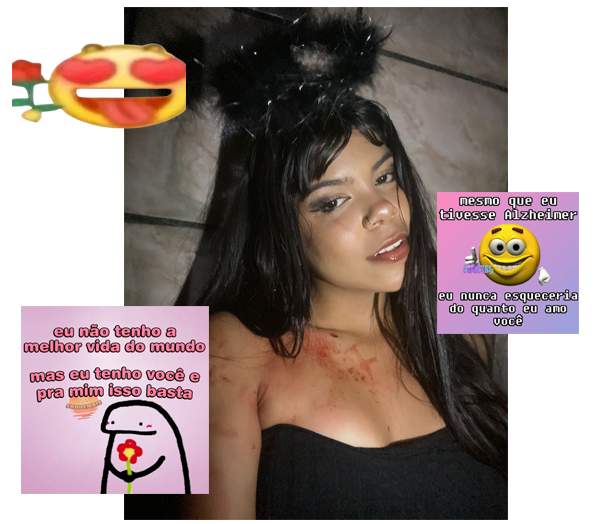 mesmo que eu
tivesse Alzheimer
eu nunca esqueceria
do quanto eu amo
você
eu não tenho a
melhor vida do mundo
mas eu tenho você e
pra mim isso basta